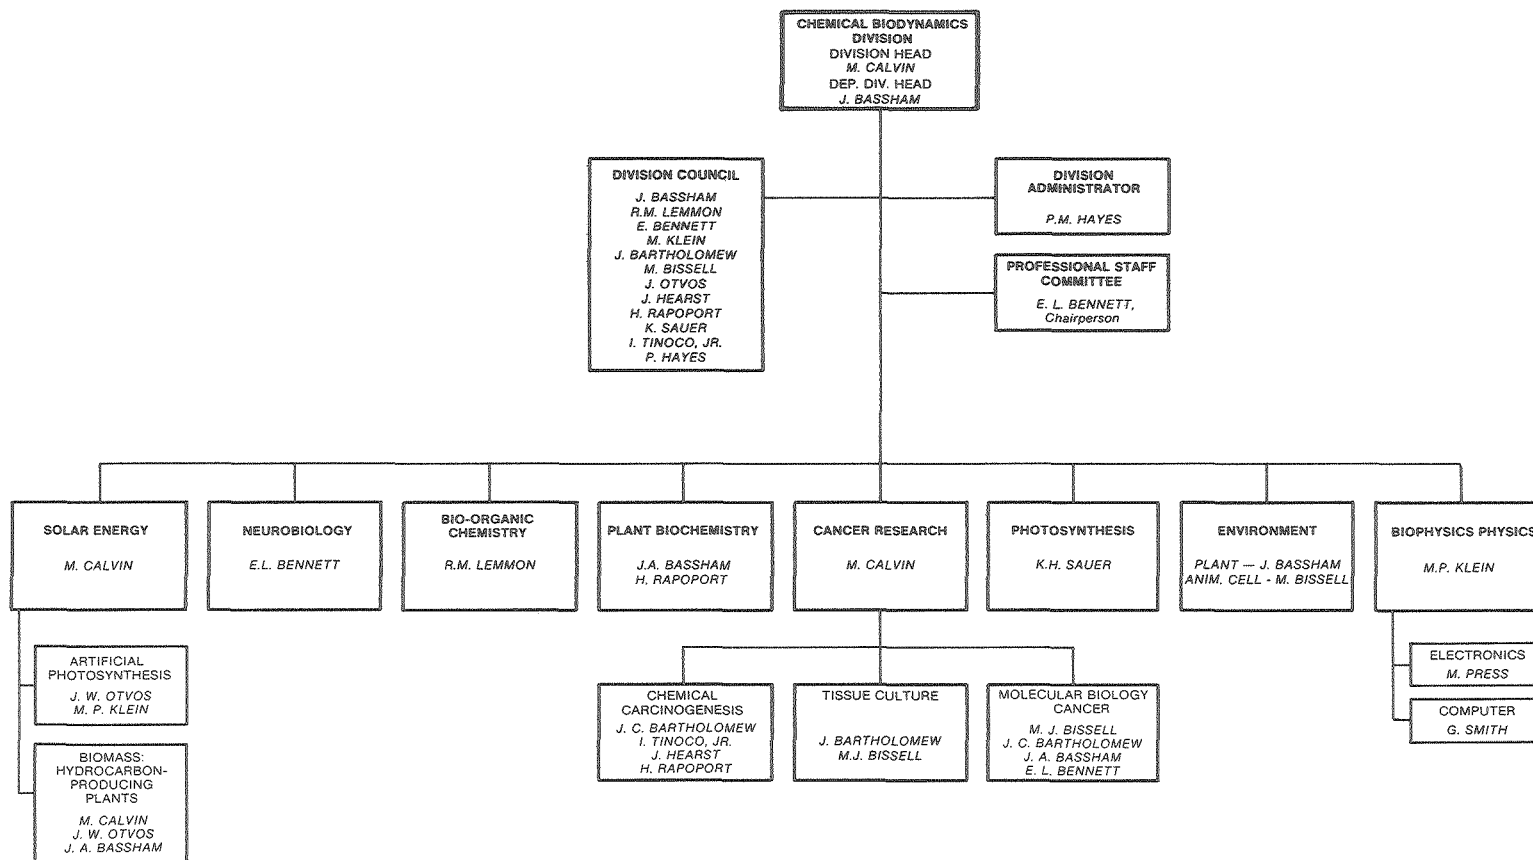 CHEMICAL BIODYNAMICS
DIVISION
DIVISION HEAD
M. CALVIN
DEP. DIV. HEAD
J. BASSHAM
DIVISION COUNCIL
J. BASSHAM
R.M. LEMMON
E. BENNETT
M. KLEIN
J. BARTHOLOMEW
M. BISSELL
J. OTVOS
J. HEARST
H. RAPOPORT
K. SAUER
I. TINOCO, JR.
P. HAYES
DIVISION
ADMINISTRATOR
P.M. HAYES
PROFESSIONAL STAFF
COMMITTEE
E. L. BENNETT,
Chairperson
SOLAR ENERGY
M. CALVIN
NEUROBIOLOGY
E.L. BENNETT
BIO-ORGANIC
CHEMISTRY
R.M. LEMMON
PLANT BIOCHEMISTRY
J.A. BASSHAM
H. RAPOPORT
CANCER RESEARCH
M. CALVIN
PHOTOSYNTHESIS
K.H. SAUER
ENVIRONMENT
PLANT — J. BASSHAM
ANIM. CELL - M. BISSELL
BIOPHYSICS PHYSICS
M.P. KLEIN
ARTIFICIAL
PHOTOSYNTHESIS
J. W. OTVOS
M. P. KLEIN
BIOMASS:
HYDROCARBON-
PRODUCING
PLANTS
M. CALVIN
J. W. OTVOS
J. A. BASSHAM
CHEMICAL
CARCINOGENESIS
J. C. BARTHOLOMEW
I. TINOCO, JR.
J. HEARST
H. RAPOPORT
TISSUE CULTURE
J. BARTHOLOMEW
M.J. BISSELL
MOLECULAR BIOLOGY
CANCER
M. J. BISSELL
J. C. BARTHOLOMEW
J. A. BASSHAM
E. L. BENNETT
ELECTRONICS
M. PRESS
COMPUTER
G. SMITH